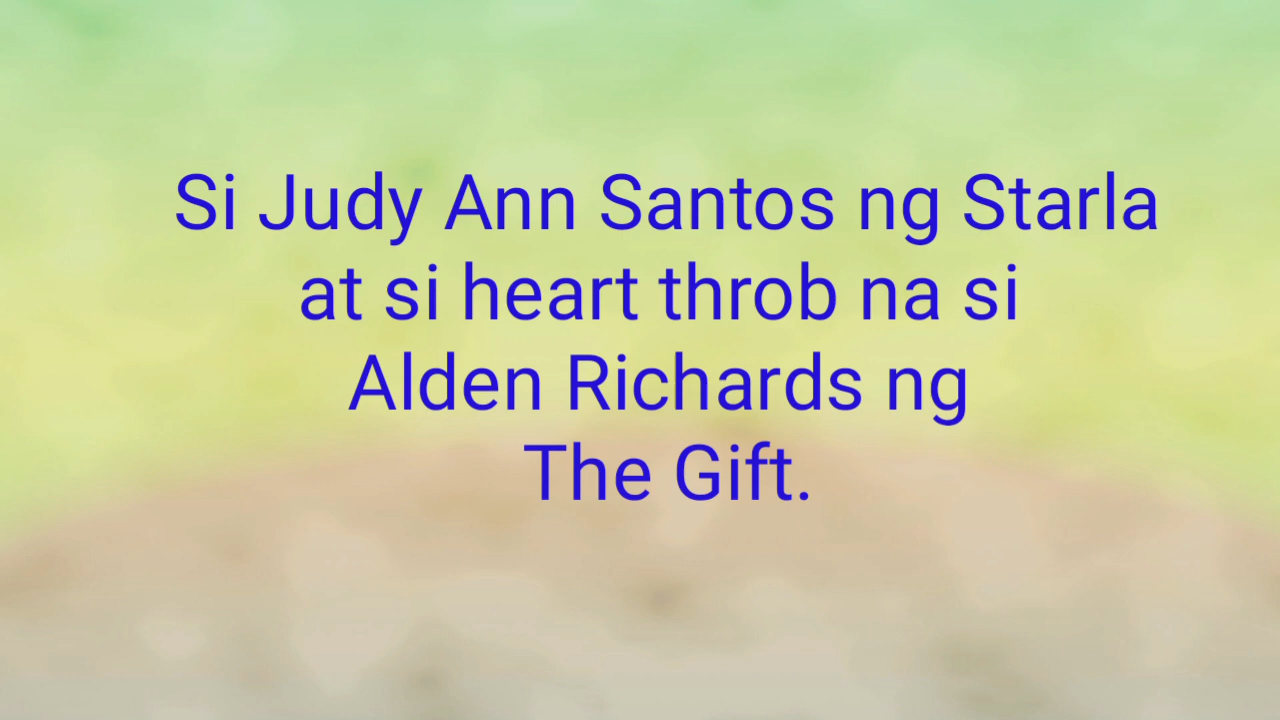 Si Judy Ann Santos ng Starla
at si heart throb na si
Alden Richards ng
The Gift.